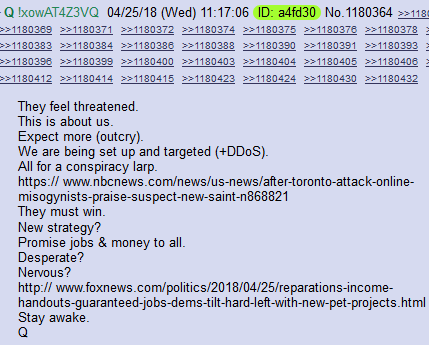 Q !xowAT4Z3VQ 04/25/18 (Wed) 11:17:06 ID: a4fd30 No.1180364 >>1180
>>1180369 >>1180371 >>1180372 >>1180374 >>1180375 >>1180376 >>1180378
>>1180384 >>1180386 >>1180388 >>1180390 >>1180391 >>1180393
>>1180396 >>1180399 >>1180400 >>1180403 >>1180404 >>1180405 >>1180406
>>1180412 >>1180414 >>1180415 >>1180420 >>1180424 >>1180430 >>1180432
They feel threatened.
This is about us.
Expect more (outcry).
We are being set up and targeted (+DDoS).
All for a conspiracy larp.
https:// www.nbcnews.com/news/us-news/after-toronto-attack-online-
misogynists-praise-suspect-new-saint-n868821
They must win.
New strategy?
Promise jobs & money to all.
Desperate?
Nervous?
http:// www.foxnews.com/politics/2018/04/25/reparations-income-
handouts-guaranteed-jobs-dems-tilt-hard-left-with-new-pet-projects.html
Stay awake.
Q